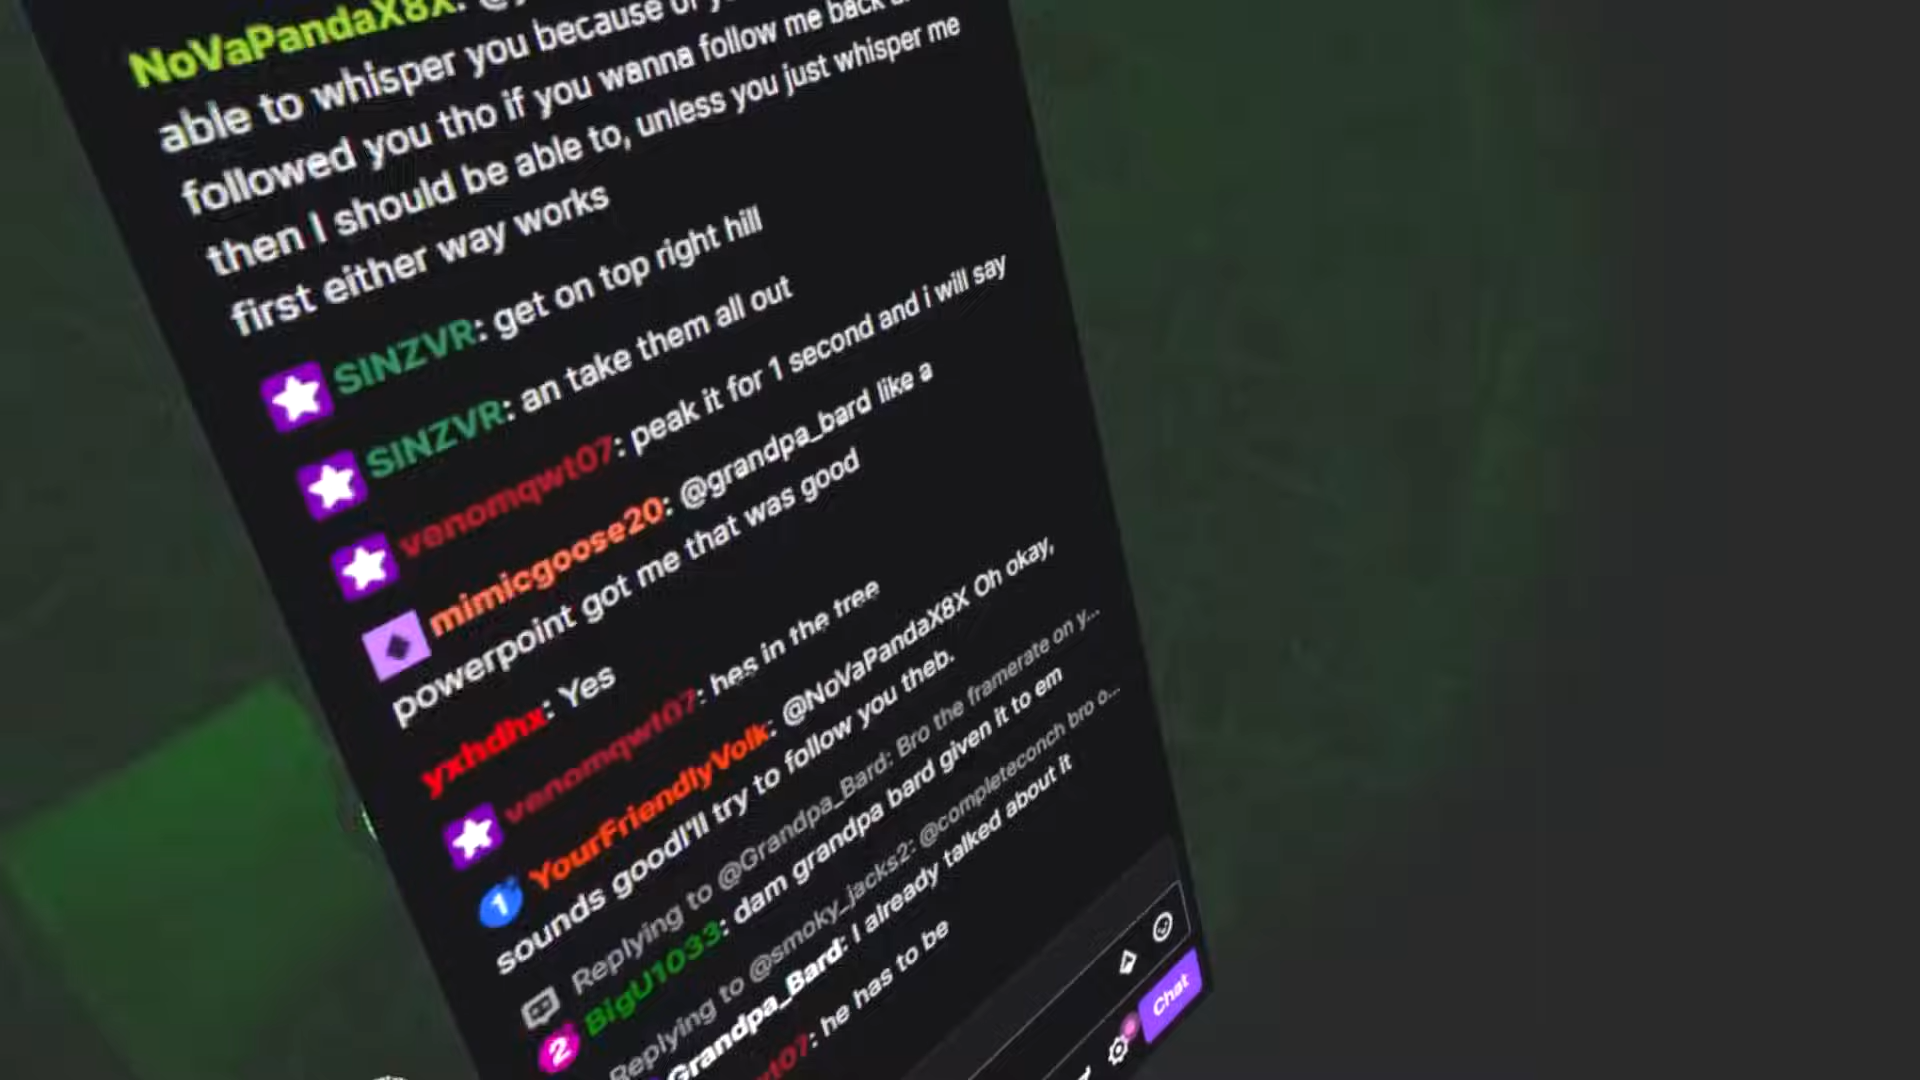 NoVaPandaX8X:
able to whisper you because of
followed you tho if you wanna follow me back
then I should be able to, unless you just whisper me
first either way works
SINZVR: get on top right hill
SINZVR: an take them all out
venomqwt07: peak it for 1 second and i will say
mimicgoose20: @grandpa_bard like a
powerpoint got me that was good
yxhdhx: Yes
venomqwt07: hes in the tree
YourFriendlyVolk: @NoVaPandaX8X Oh okay,
sounds goodI'll try to follow you theb.
Replying to @Grandpa_Bard: Bro the framerate on y...
BigU1033: dam grandpa bard given it to em
Replying to @smoky_jacks2: @completeconch bro o...
Grandpa_Bard: I already talked about it
he has to be
Chat